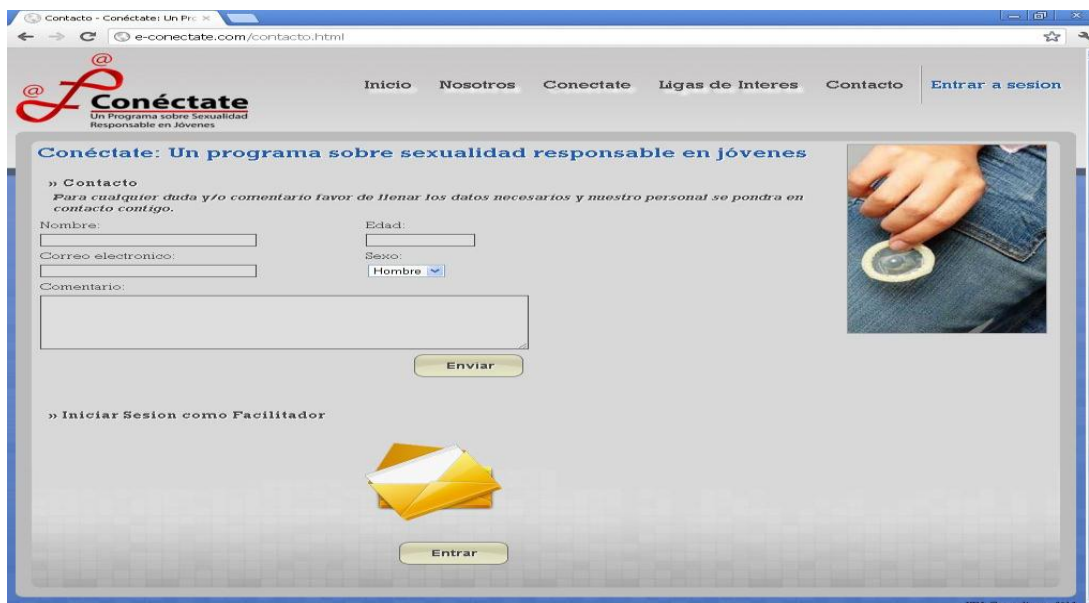 Contacto - Conéctate: Un Pro
e-conectate.com/contacto.html
@
@
Conéctate
Un Programa sobre Sexualidad
Responsable en Jóvenes
Inicio Nosotros Conectate Ligas de Interes Contacto Entrar a sesion
Conéctate: Un programa sobre sexualidad responsable en jóvenes
» Contacto
Para cualquier duda y/o comentario favor de llenar los datos necesarios y nuestro personal se pondra en
contacto contigo.
Nombre: Edad:
Correo electronico: Sexo:
Hombre
Comentario:
Enviar
» Iniciar Sesion como Facilitador
Entrar